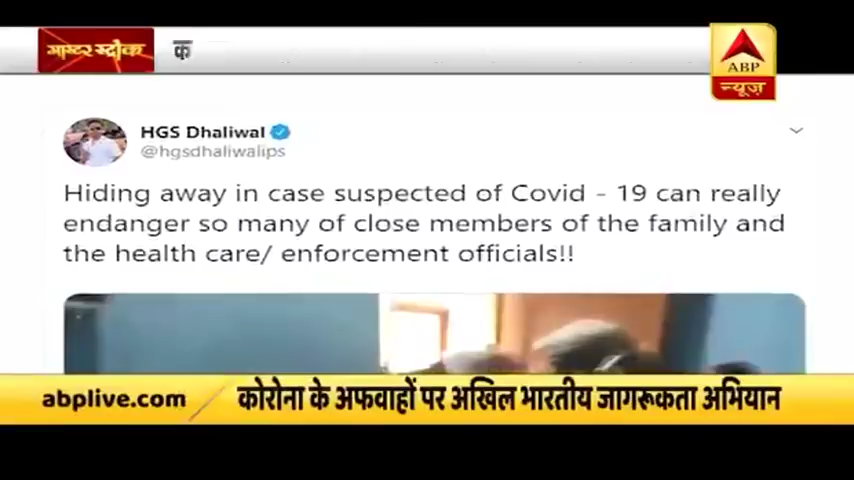 मास्टर स्ट्रोक
क
ABP
न्यूज़
HGS Dhaliwal
@hgsdhaliwalips
Hiding away in case suspected of Covid - 19 can really
endanger so many of close members of the family and
the health care/ enforcement officials!!
abplive.com
कोरोना के अफवाहों पर अखिल भारतीय जागरूकता अभियान